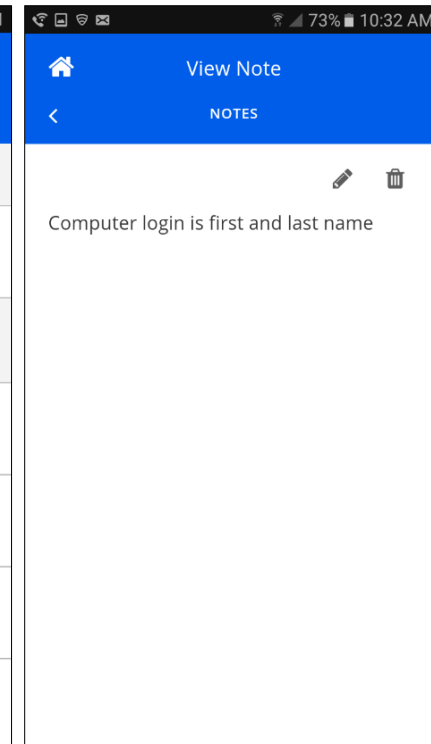 73% 10:32 AM
View Note
NOTES
Computer login is first and last name